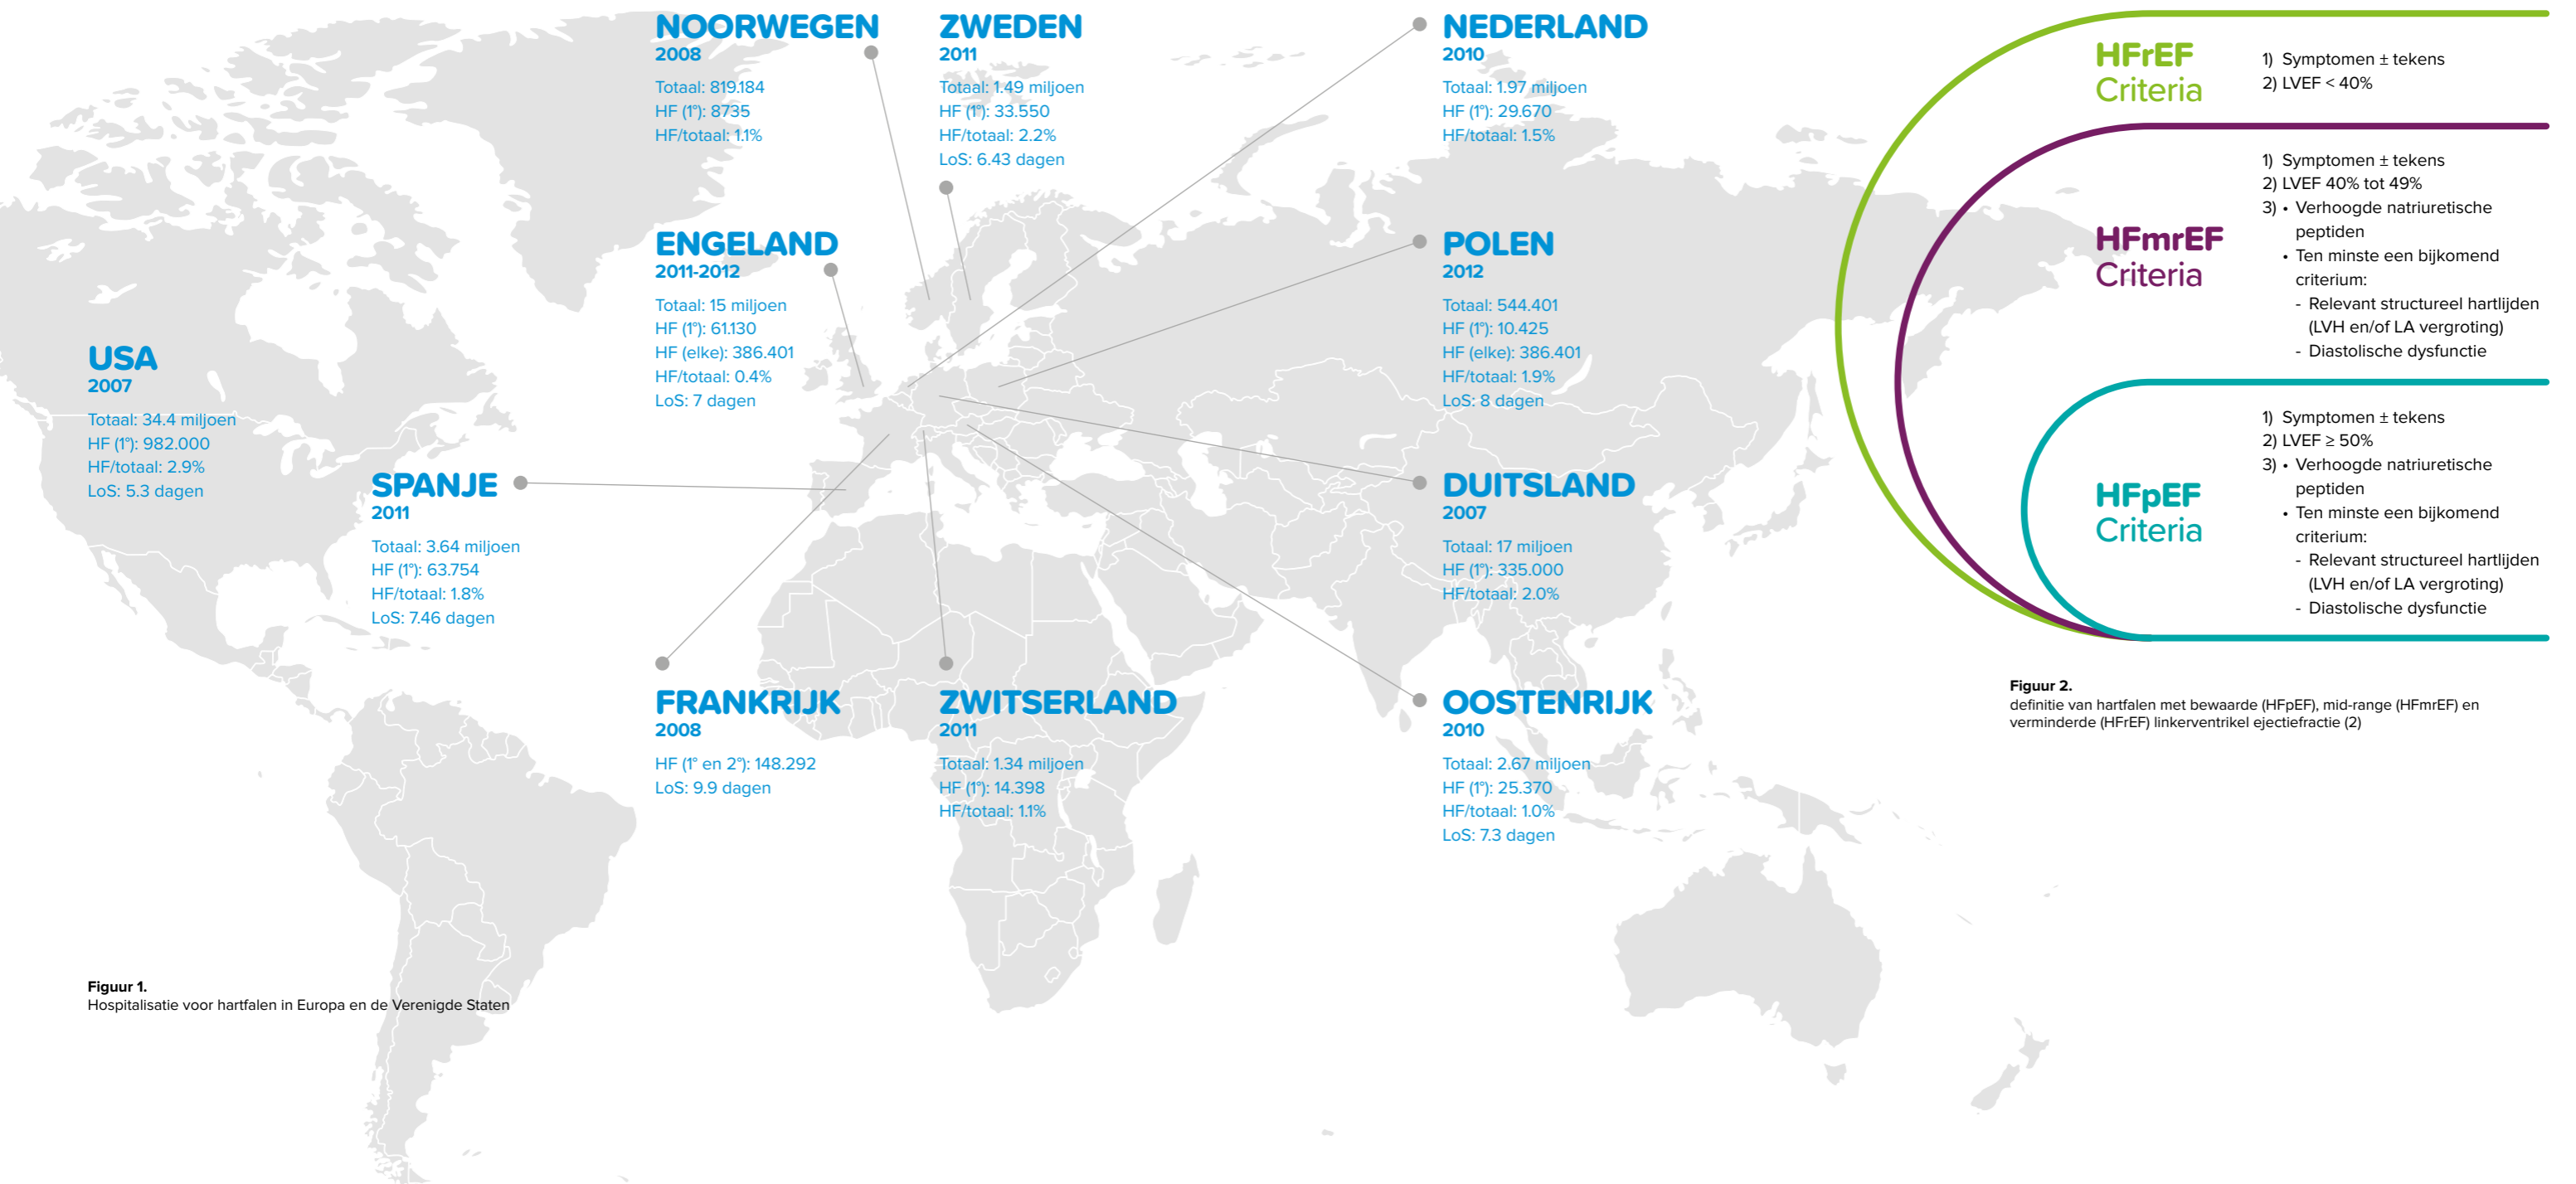 NOORWEGEN
2008
Totaal: 819.184
HF (1°): 8735
HF/totaal: 1.1%
ZWEDEN
2011
Totaal: 1.49 miljoen
HF (1°): 33.550
HF/totaal: 2.2%
LoS: 6.43 dagen
NEDERLAND
2010
Totaal: 1.97 miljoen
HF (1°): 29.670
HF/totaal: 1.5%
ENGELAND
2011-2012
Totaal: 15 miljoen
HF (1°): 61.130
HF (elke): 386.401
HF/totaal: 0.4%
LoS: 7 dagen
POLEN
2012
Totaal: 544.401
HF (1°): 10.425
HF (elke): 386.401
HF/totaal: 1.9%
LoS: 8 dagen
USA
2007
Totaal: 34.4 miljoen
HF (1°): 982.000
HF/totaal: 2.9%
LoS: 5.3 dagen
SPANJE
2011
Totaal: 3.64 miljoen
HF (1°): 63.754
HF/totaal: 1.8%
LoS: 7.46 dagen
DUITSLAND
2007
Totaal: 17 miljoen
HF (1°): 335.000
HF/totaal: 2.0%
FRANKRIJK
2008
HF (1° en 2°): 148.292
LoS: 9.9 dagen
ZWITSERLAND
2011
Totaal: 1.34 miljoen
HF (1°): 14.398
HF/totaal: 1.1%
OOSTENRIJK
2010
Totaal: 2.67 miljoen
HF (1°): 25.370
HF/totaal: 1.0%
LoS: 7.3 dagen
Figuur 1.
Hospitalisatie voor hartfalen in Europa en de Verenigde Staten
HFrEF
Criteria
1) Symptomen ± tekens
2) LVEF < 40%
HFmrEF
Criteria
1) Symptomen ± tekens
2) LVEF 40% tot 49%
3) • Verhoogde natriuretische
peptiden
• Ten minste een bijkomend
criterium:
- Relevant structureel hartlijden
(LVH en/of LA vergroting)
- Diastolische dysfunctie
HFpEF
Criteria
1) Symptomen ± tekens
2) LVEF ≥ 50%
3) • Verhoogde natriuretische
peptiden
• Ten minste een bijkomend
criterium:
- Relevant structureel hartlijden
(LVH en/of LA vergroting)
- Diastolische dysfunctie
Figuur 2.
definitie van hartfalen met bewaarde (HFpEF), mid-range (HFmrEF) en
verminderde (HFrEF) linkerventrikel ejectiefractie (2)